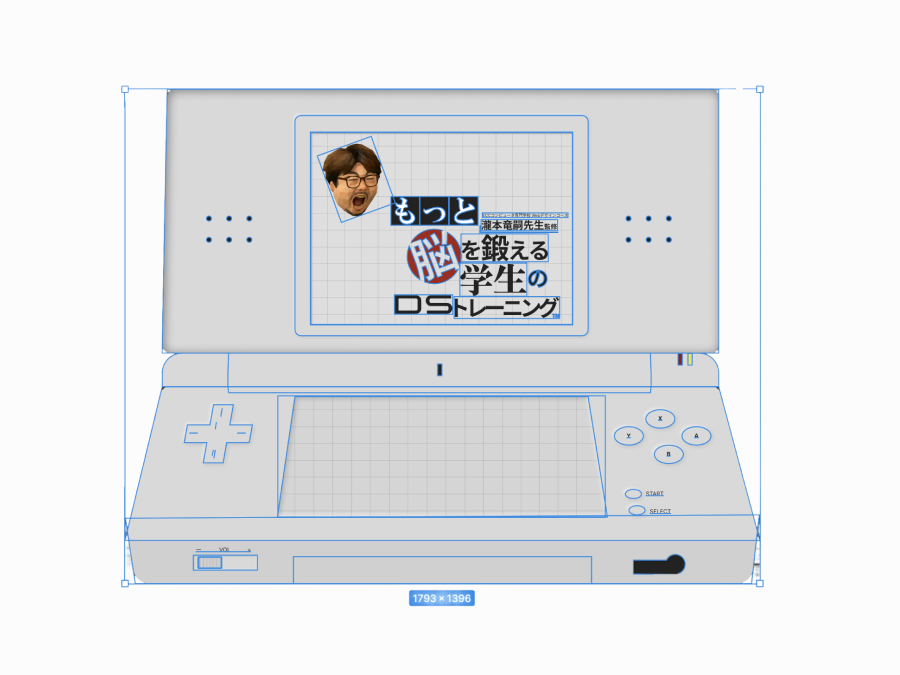 もっと
瀧本竜嗣先生監修
脳を鍛える
学生の
DSトレーニング
X
Y
A
B
START
SELECT
− VOL +
1793 × 1396